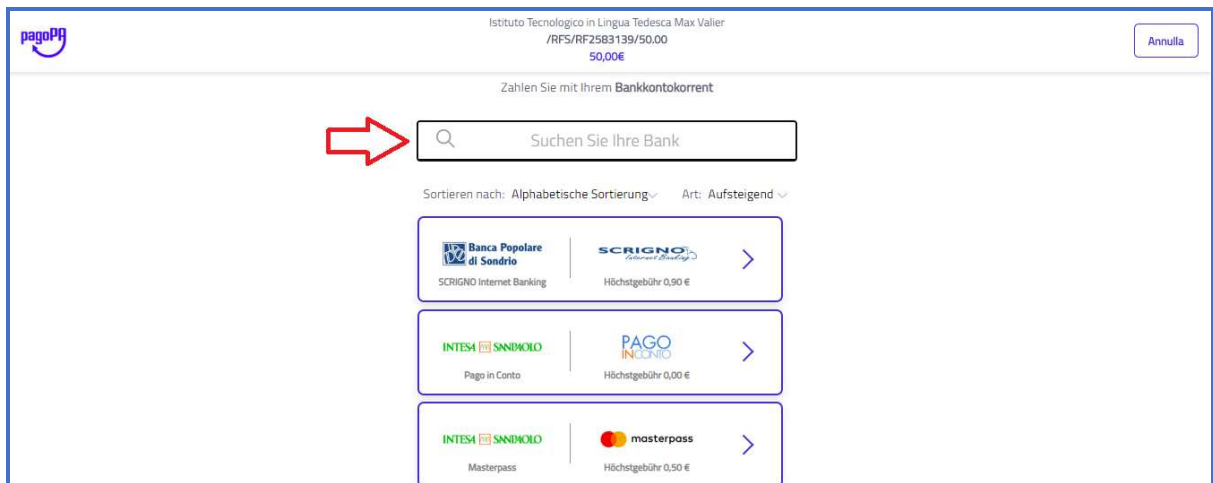 pagoPA
Istituto Tecnologico in Lingua Tedesca Max Valier
/RFS/RF2583139/50.00
50,00€
Annulla
Zahlen Sie mit Ihrem Bankkontokorrent
Suchen Sie Ihre Bank
Sortieren nach: Alphabetische Sortierung Art: Aufsteigend
Banca Popolare
di Sondrio
SCRIGNO
Internet Banking
SCRIGNO Internet Banking
Höchstgebühr 0,90 €
INTESA SANPAOLO
PAGO
INCONTO
Pago in Conto
Höchstgebühr 0,00 €
INTESA SANPAOLO
masterpass
Masterpass
Höchstgebühr 0,50 €